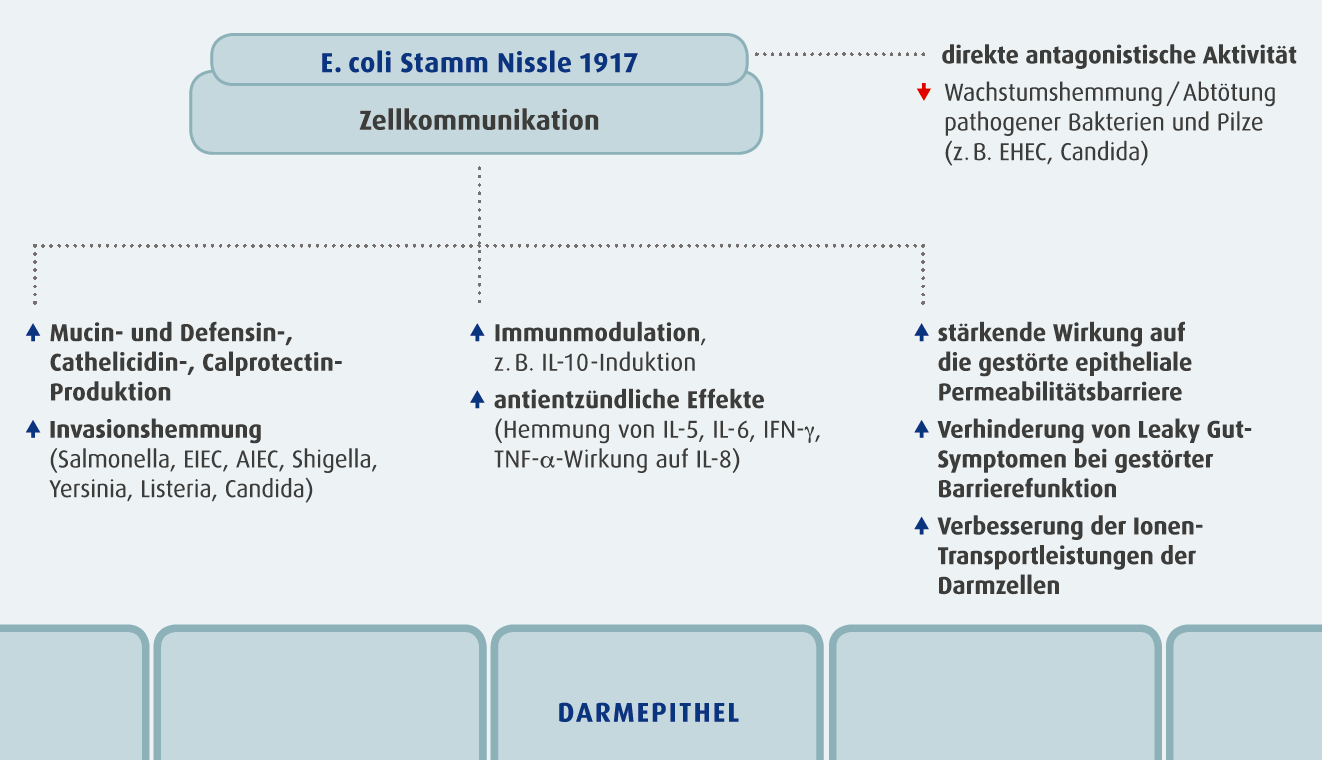 E. coli Stamm Nissle 1917
Zellkommunikation
direkte antagonistische Aktivität
Wachstumshemmung / Abtötung
pathogener Bakterien und Pilze
(z. B. EHEC, Candida)
Mucin- und Defensin-,
Cathelicidin-, Calprotectin-
Produktion
Invasionshemmung
(Salmonella, EIEC, AIEC, Shigella,
Yersinia, Listeria, Candida)
Immunmodulation,
z. B. IL-10-Induktion
antientzündliche Effekte
(Hemmung von IL-5, IL-6, IFN-γ,
TNF-α-Wirkung auf IL-8)
stärkende Wirkung auf
die gestörte epitheliale
Permeabilitätsbarriere
Verhinderung von Leaky Gut-
Symptomen bei gestörter
Barrierefunktion
Verbesserung der Ionen-
Transportleistungen der
Darmzellen
DARMEPITHEL